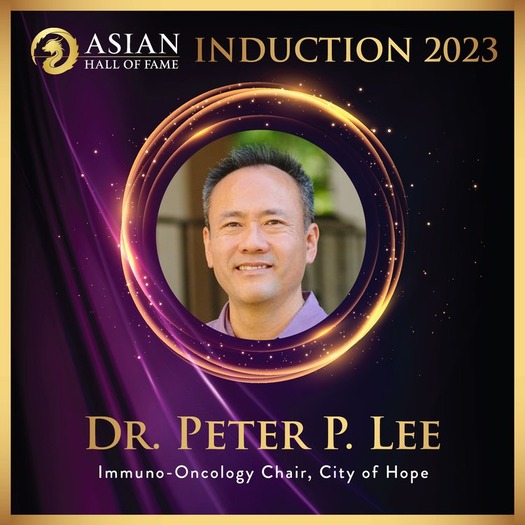 ASIAN
HALL OF FAME
INDUCTION 2023
DR. PETER P. LEE
Immuno-Oncology Chair, City of Hope